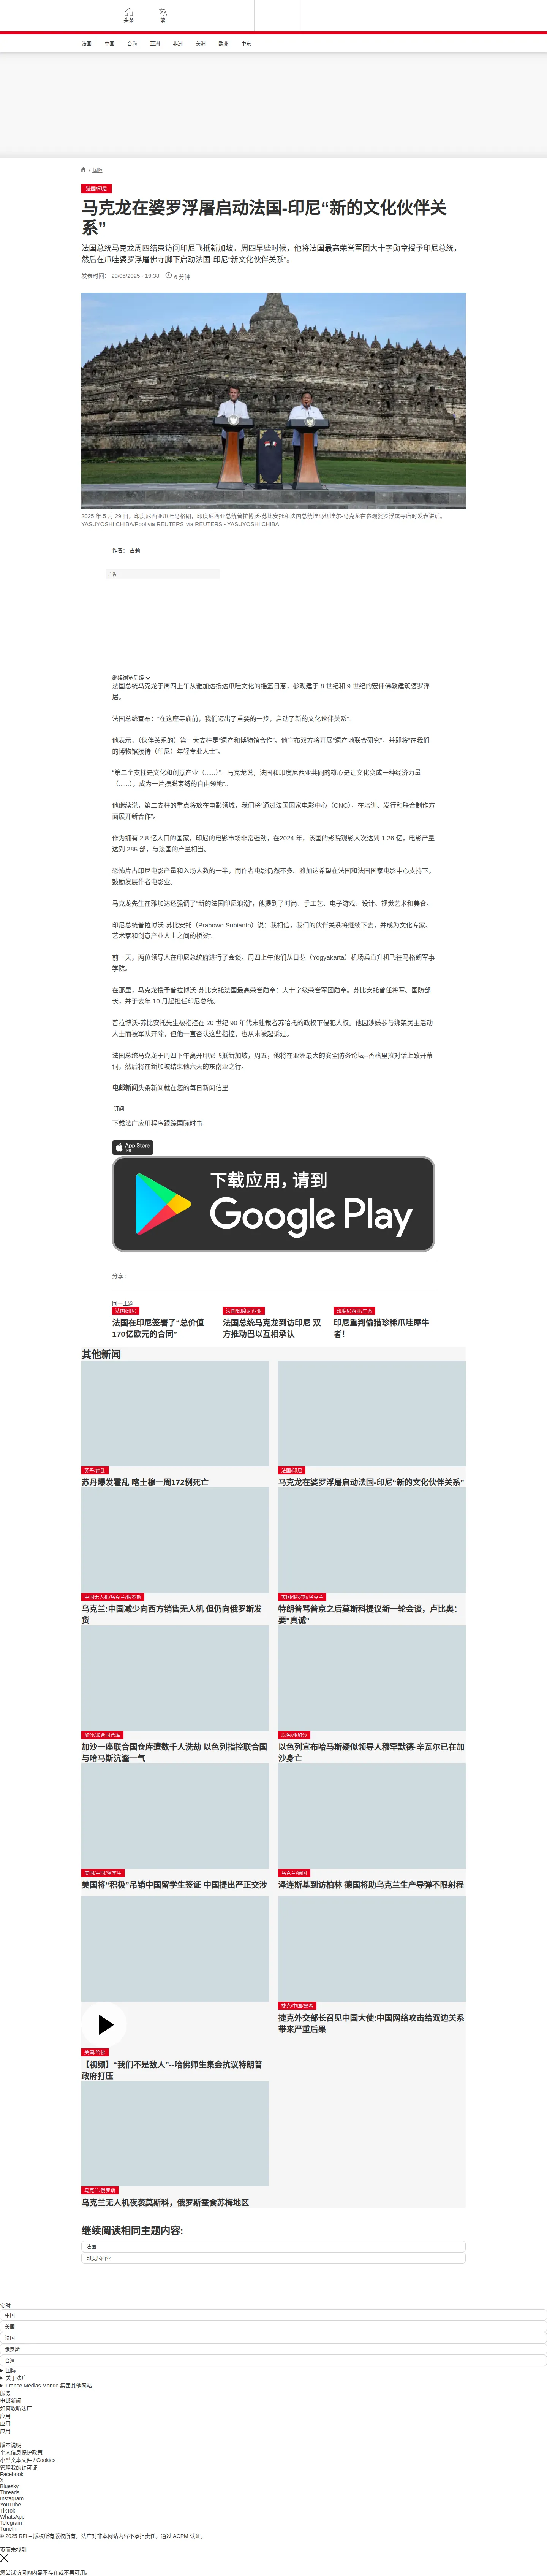 头条
繁
法国
中国
台海
亚洲
非洲
美洲
欧洲
中东
/ 国际
法国/印尼
马克龙在婆罗浮屠启动法国-印尼“新的文化伙伴关
系”
法国总统马克龙周四结束访问印尼飞抵新加坡。周四早些时候，他将法国最高荣誉军团大十字勋章授予印尼总统，
然后在爪哇婆罗浮屠佛寺脚下启动法国-印尼“新文化伙伴关系”。
发表时间： 29/05/2025 - 19:38
6 分钟
2025 年 5 月 29 日，印度尼西亚爪哇马格朗，印度尼西亚总统普拉博沃-苏比安托和法国总统埃马纽埃尔-马克龙在参观婆罗浮屠寺庙时发表讲话。
YASUYOSHI CHIBA/Pool via REUTERS via REUTERS - YASUYOSHI CHIBA
作者： 古莉
广告
继续浏览后续
法国总统马克龙于周四上午从雅加达抵达爪哇文化的摇篮日惹，参观建于 8 世纪和 9 世纪的宏伟佛教建筑婆罗浮
屠。
法国总统宣布：“在这座寺庙前，我们迈出了重要的一步，启动了新的文化伙伴关系”。
他表示，（伙伴关系的）第一大支柱是“遗产和博物馆合作”。他宣布双方将开展“遗产地联合研究”，并即将“在我们
的博物馆接待（印尼）年轻专业人士”。
“第二个支柱是文化和创意产业（......）”。马克龙说，法国和印度尼西亚共同的雄心是让文化变成一种经济力量
（......），成为一片摆脱束缚的自由领地”。
他继续说，第二支柱的重点将放在电影领域，我们将“通过法国国家电影中心（CNC），在培训、发行和联合制作方
面展开新合作”。
作为拥有 2.8 亿人口的国家，印尼的电影市场非常强劲，在2024 年，该国的影院观影人次达到 1.26 亿，电影产量
达到 285 部，与法国的产量相当。
恐怖片占印尼电影产量和入场人数的一半，而作者电影仍然不多。雅加达希望在法国和法国国家电影中心支持下，
鼓励发展作者电影业。
马克龙先生在雅加达还强调了“新的法国印尼浪潮”，他提到了时尚、手工艺、电子游戏、设计、视觉艺术和美食。
印尼总统普拉博沃-苏比安托（Prabowo Subianto）说：我相信，我们的伙伴关系将继续下去，并成为文化专家、
艺术家和创意产业人士之间的桥梁”。
前一天，两位领导人在印尼总统府进行了会谈。周四上午他们从日惹（Yogyakarta）机场乘直升机飞往马格朗军事
学院。
在那里，马克龙授予普拉博沃-苏比安托法国最高荣誉勋章：大十字级荣誉军团勋章。苏比安托曾任将军、国防部
长，并于去年 10 月起担任印尼总统。
普拉博沃-苏比安托先生被指控在 20 世纪 90 年代末独裁者苏哈托的政权下侵犯人权。他因涉嫌参与绑架民主活动
人士而被军队开除，但他一直否认这些指控，也从未被起诉过。
法国总统马克龙于周四下午离开印尼飞抵新加坡，周五，他将在亚洲最大的安全防务论坛--香格里拉对话上致开幕
词，然后将在新加坡结束他六天的东南亚之行。
电邮新闻头条新闻就在您的每日新闻信里
订阅
下载法广应用程序跟踪国际时事
App Store
下载
下载应用，请到
Google Play
分享 :
同一主题
法国/印尼
法国在印尼签署了“总价值
170亿欧元的合同”
法国/印度尼西亚
法国总统马克龙到访印尼 双
方推动巴以互相承认
印度尼西亚/生态
印尼重判偷猎珍稀爪哇犀牛
者！
其他新闻
苏丹/霍乱
苏丹爆发霍乱 喀土穆一周172例死亡
法国/印尼
马克龙在婆罗浮屠启动法国-印尼“新的文化伙伴关系”
中国无人机/乌克兰/俄罗斯
乌克兰:中国减少向西方销售无人机 但仍向俄罗斯发
货
美国/俄罗斯/乌克兰
特朗普骂普京之后莫斯科提议新一轮会谈，卢比奥：
要“真诚”
加沙/联合国仓库
加沙一座联合国仓库遭数千人洗劫 以色列指控联合国
与哈马斯沆瀣一气
以色列/加沙
以色列宣布哈马斯疑似领导人穆罕默德·辛瓦尔已在加
沙身亡
美国/中国/留学生
美国将“积极”吊销中国留学生签证 中国提出严正交涉
乌克兰/德国
泽连斯基到访柏林 德国将助乌克兰生产导弹不限射程
美国/哈佛
【视频】“我们不是敌人”--哈佛师生集会抗议特朗普
政府打压
捷克/中国/黑客
捷克外交部长召见中国大使:中国网络攻击给双边关系
带来严重后果
乌克兰/俄罗斯
乌克兰无人机夜袭莫斯科，俄罗斯蚕食苏梅地区
继续阅读相同主题内容:
法国
印度尼西亚
实时
中国
美国
法国
俄罗斯
台湾
国际
关于法广
France Médias Monde 集团其他网站
服务
电邮新闻
如何收听法广
应用
应用
应用
版本说明
个人信息保护政策
小型文本文件 / Cookies
管理我的许可证
Facebook
X
Bluesky
Threads
Instagram
YouTube
TikTok
WhatsApp
Telegram
TuneIn
© 2025 RFI – 版权所有版权所有。法广对非本网站内容不承担责任。通过 ACPM 认证。
页面未找到
您尝试访问的内容不存在或不再可用。